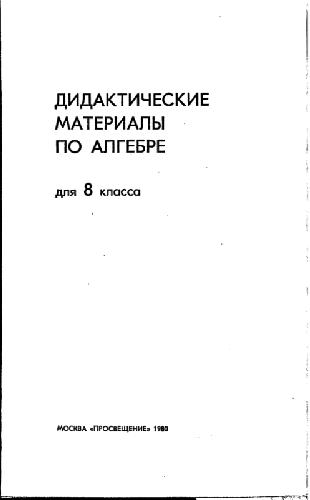 ДИДАКТИЧЕСКИЕ
МАТЕРИАЛЫ
ПО АЛГЕБРЕ
для 8 класса
МОСКВА «ПРОСВЕЩЕНИЕ» 1980